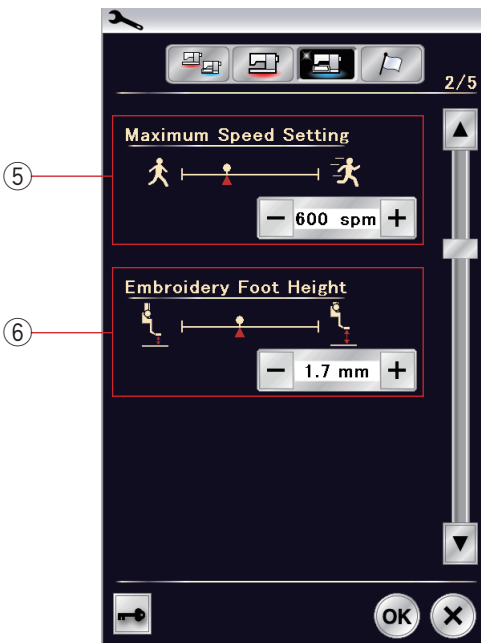 2/5
⑤
Maximum Speed Setting
− 600 spm +
⑥
Embroidery Foot Height
− 1.7 mm +
OK